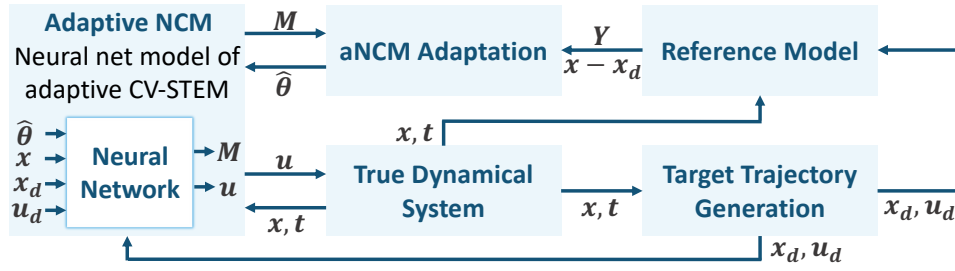 Adaptive NCM
Neural net model of
adaptive CV-STEM
θ̂
x
x_d
u_d
Neural
Network
M
u
M
θ̂
aNCM Adaptation
Y
x − x_d
Reference Model
x, t
u
x, t
True Dynamical
System
x, t
Target Trajectory
Generation
x_d, u_d
x_d, u_d